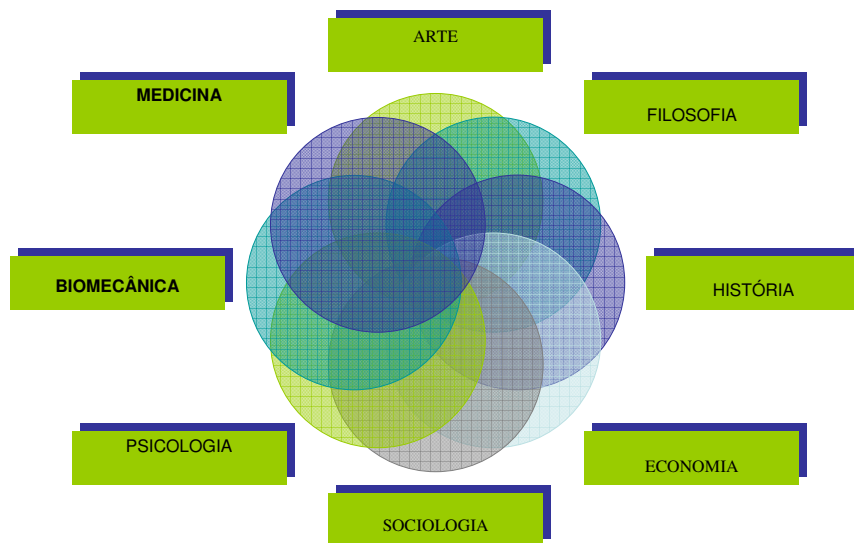 ARTE
MEDICINA
FILOSOFIA
BIOMECÂNICA
HISTÓRIA
PSICOLOGIA
ECONOMIA
SOCIOLOGIA